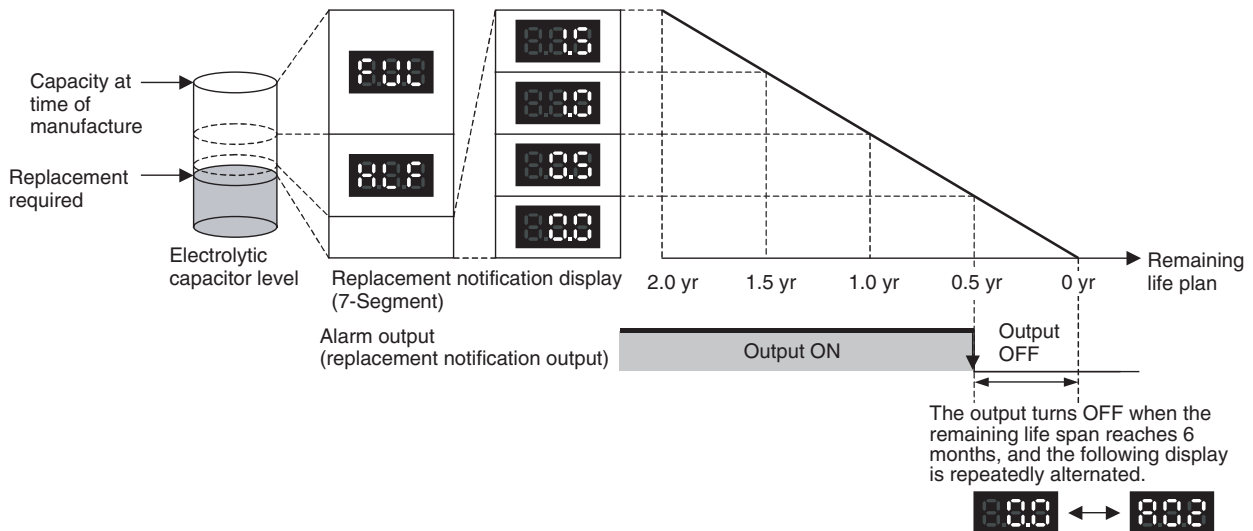 Capacity at
time of
manufacture
Replacement
required
Electrolytic
capacitor level
FUL
HLF
1.5
1.0
0.5
0.0
Replacement notification display
(7-Segment)
2.0 yr
1.5 yr
1.0 yr
0.5 yr
0 yr
Remaining
life plan
Alarm output
(replacement notification output)
Output ON
Output
OFF
The output turns OFF when the
remaining life span reaches 6
months, and the following display
is repeatedly alternated.
0.0
A02